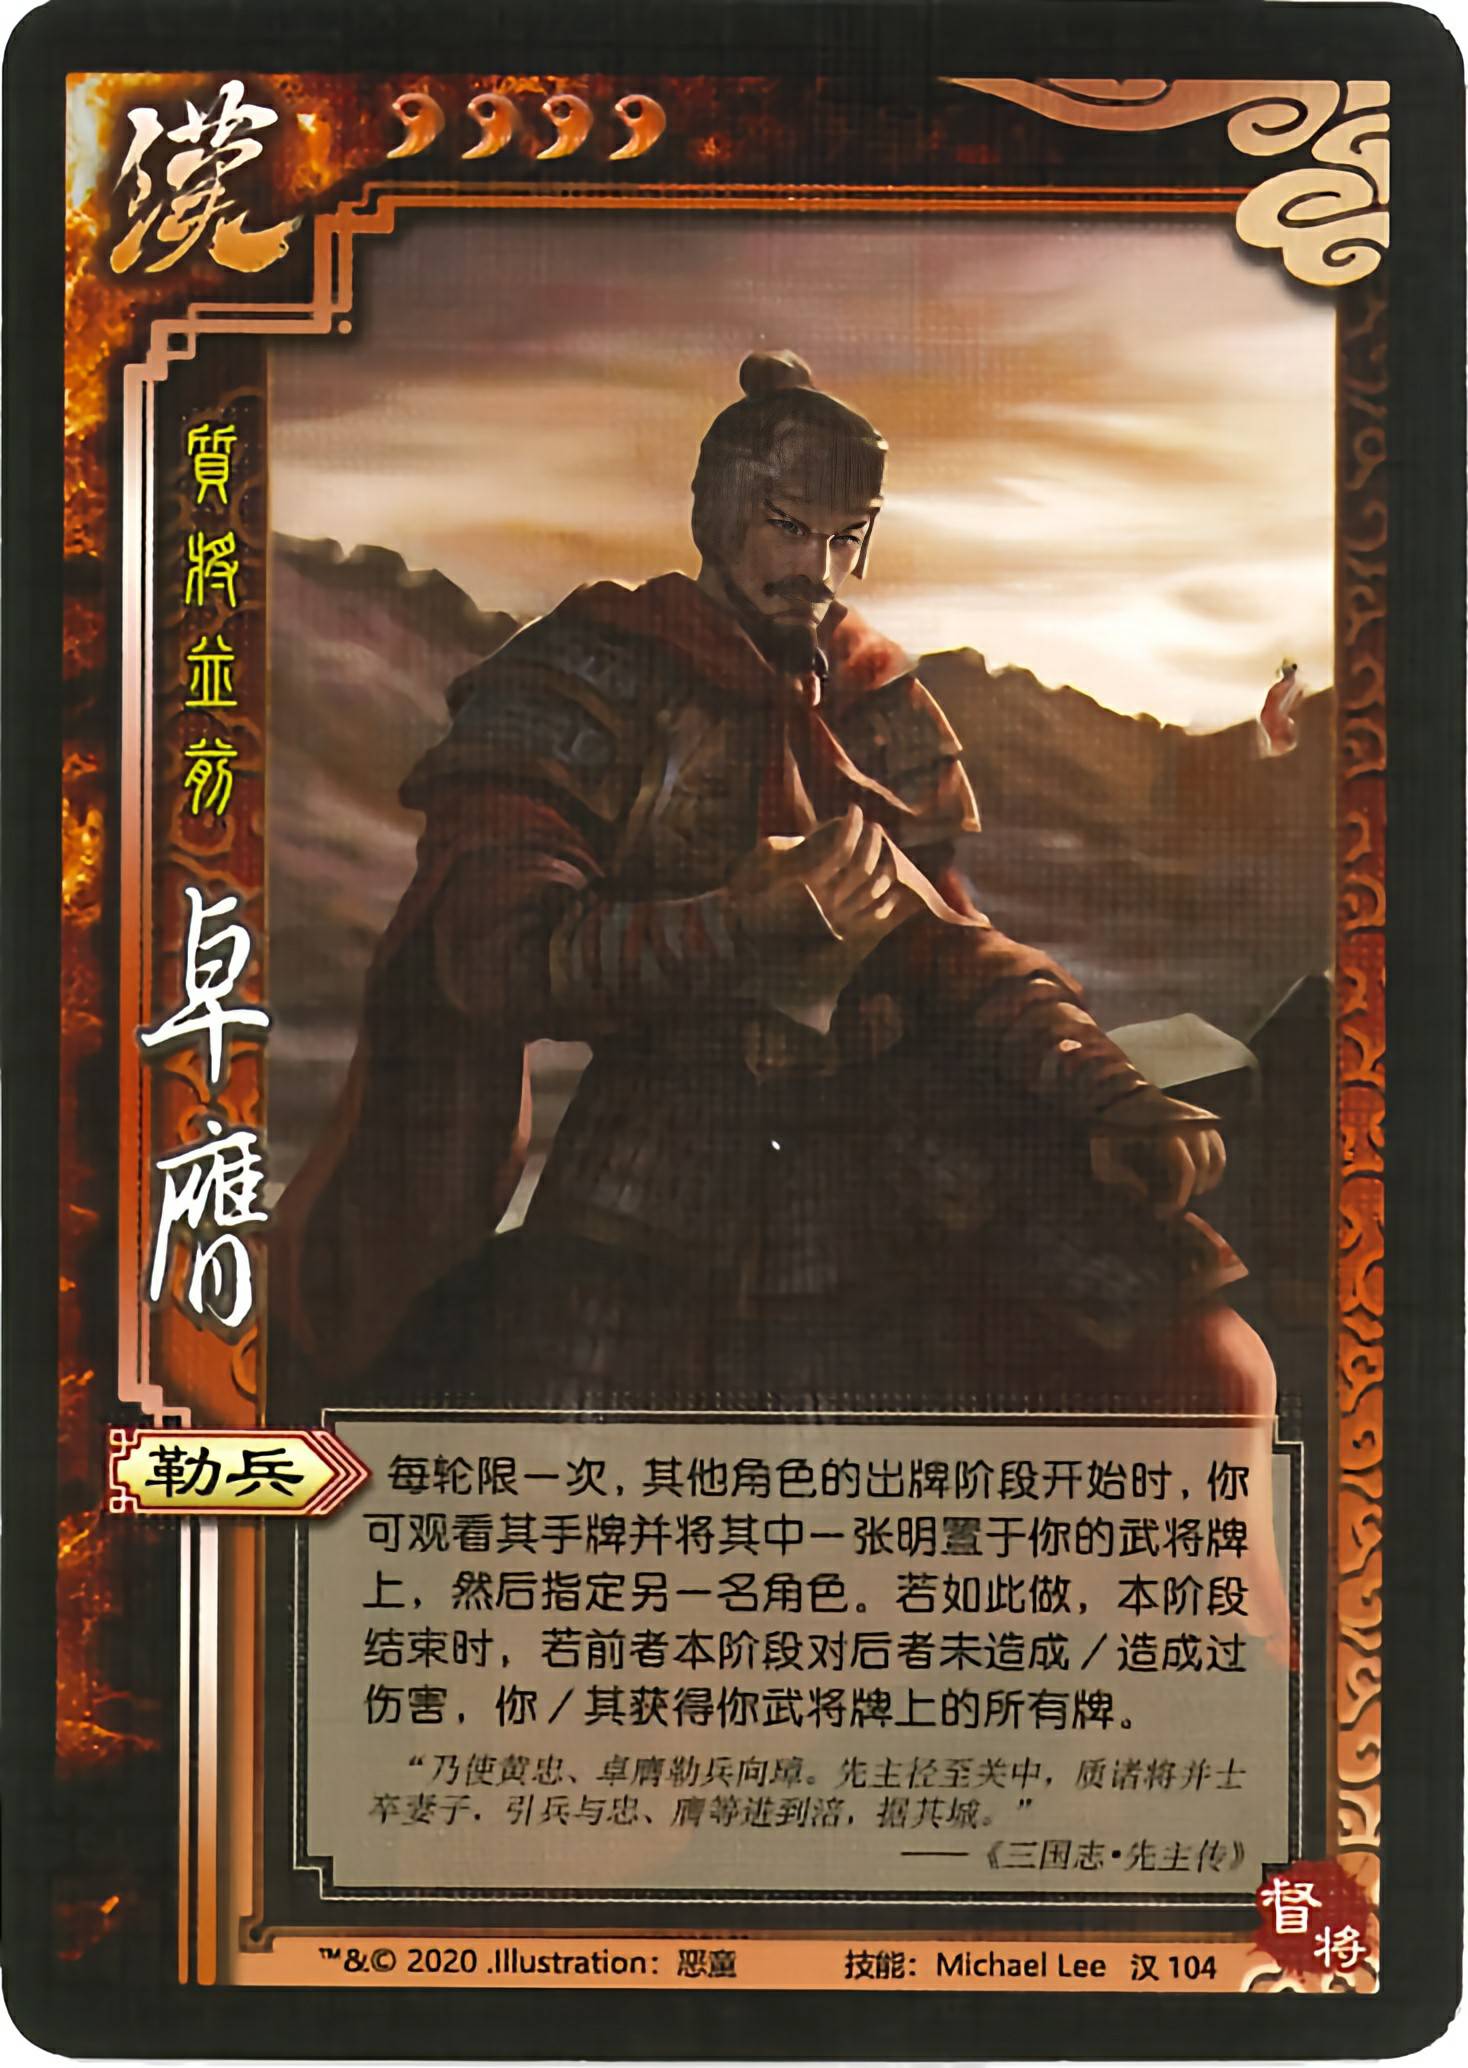 漢
質將並前
卓膺
勒兵
每轮限一次，其他角色的出牌阶段开始时，你
可观看其手牌并将其中一张明置于你的武将牌
上，然后指定另一名角色。若如此做，本阶段
结束时，若前者本阶段对后者未造成／造成过
伤害，你／其获得你武将牌上的所有牌。
“乃使黄忠、卓膺勒兵向璋。先主径至关中，质诸将并士
卒妻子，引兵与忠、膺等进到涪，据其城。”
——《三国志·先主传》
督将
™&© 2020 .Illustration：恶童 技能：Michael Lee 汉 104